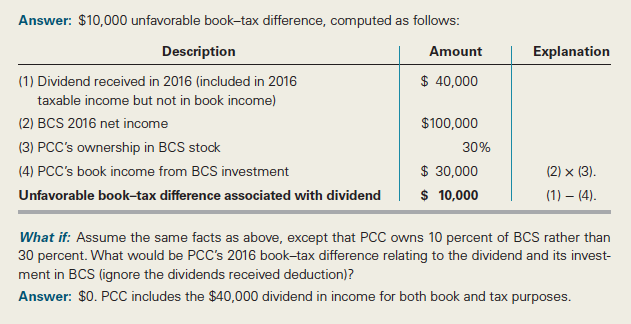 Answer: $10,000 unfavorable book–tax difference, computed as follows:
Description Amount Explanation
(1) Dividend received in 2016 (included in 2016 $ 40,000
taxable income but not in book income)
(2) BCS 2016 net income $100,000
(3) PCC's ownership in BCS stock 30%
(4) PCC's book income from BCS investment $ 30,000 (2) × (3).
Unfavorable book–tax difference associated with dividend $ 10,000 (1) – (4).
What if: Assume the same facts as above, except that PCC owns 10 percent of BCS rather than
30 percent. What would be PCC's 2016 book–tax difference relating to the dividend and its invest-
ment in BCS (ignore the dividends received deduction)?
Answer: $0. PCC includes the $40,000 dividend in income for both book and tax purposes.